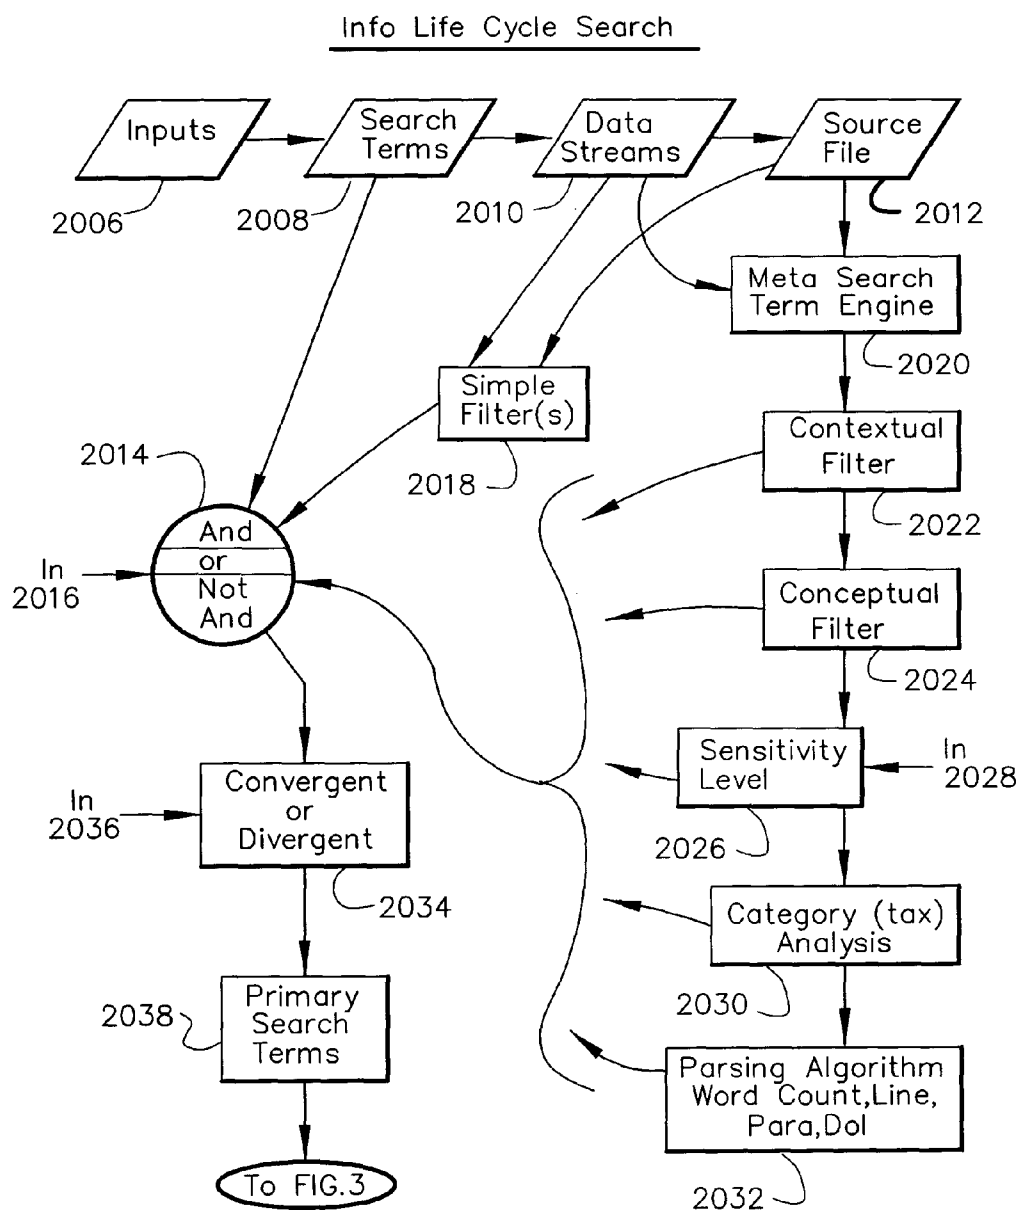 Info Life Cycle Search
Inputs
Search
Terms
Data
Streams
Source
File
2006
2008
2010
2012
Meta Search
Term Engine
2020
Simple
Filter(s)
2018
Contextual
Filter
2022
2014
And
or
Not
And
In
2016
Conceptual
Filter
2024
Sensitivity
Level
In
2028
2026
Convergent
or
Divergent
In
2036
2034
Category (tax)
Analysis
2030
Primary
Search
Terms
2038
Parsing Algorithm
Word Count,Line,
Para,Dol
2032
To FIG.3